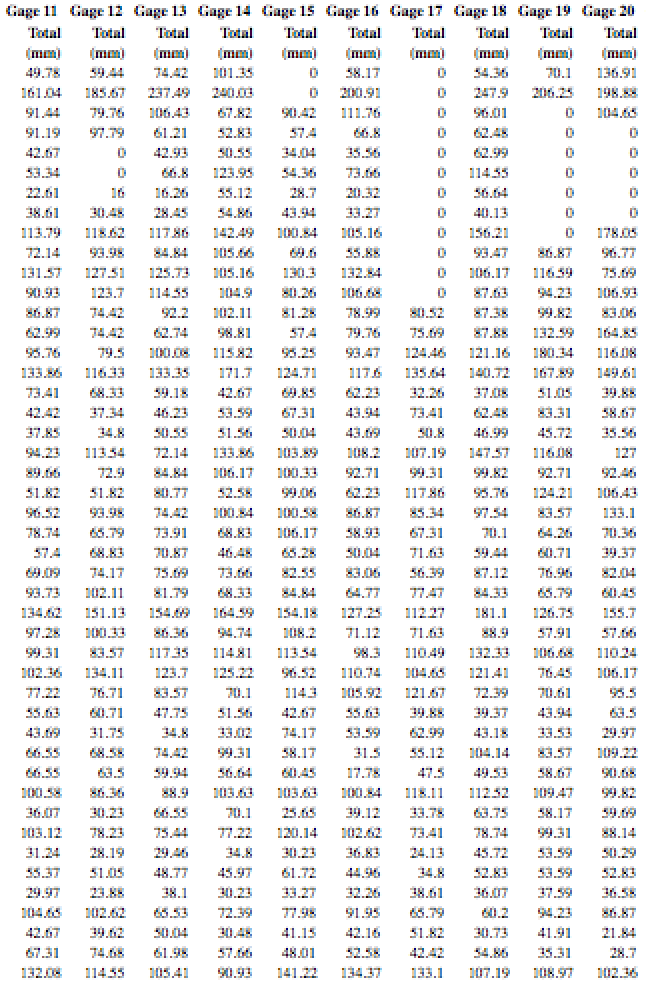 Gage 11 Gage 12 Gage 13 Gage 14 Gage 15 Gage 16 Gage 17 Gage 18 Gage 19 Gage 20
Total Total Total Total Total Total Total Total Total Total
(mm) (mm) (mm) (mm) (mm) (mm) (mm) (mm) (mm) (mm)
49.78 59.44 74.42 101.35 0 58.17 0 54.36 70.1 136.91
161.04 185.67 237.49 240.03 0 200.91 0 247.9 206.25 198.88
91.44 79.76 106.43 67.82 90.42 111.76 0 96.01 0 104.65
91.19 97.79 61.21 52.83 57.4 66.8 0 62.48 0 0
42.67 0 42.93 50.55 34.04 35.56 0 62.99 0 0
53.34 0 66.8 123.95 54.36 73.66 0 114.55 0 0
22.61 16 16.26 55.12 28.7 20.32 0 56.64 0 0
38.61 30.48 28.45 54.86 43.94 33.27 0 40.13 0 0
113.79 118.62 117.86 142.49 100.84 105.16 0 156.21 0 178.05
72.14 93.98 84.84 105.66 69.6 55.88 0 93.47 86.87 96.77
131.57 127.51 125.73 105.16 130.3 132.84 0 106.17 116.59 75.69
90.93 123.7 114.55 104.9 80.26 106.68 0 87.63 94.23 106.93
86.87 74.42 92.2 102.11 81.28 78.99 80.52 87.38 99.82 83.06
62.99 74.42 62.74 98.81 57.4 79.76 75.69 87.88 132.59 164.85
95.76 79.5 100.08 115.82 95.25 93.47 124.46 121.16 180.34 116.08
133.86 116.33 133.35 171.7 124.71 117.6 135.64 140.72 167.89 149.61
73.41 68.33 59.18 42.67 69.85 62.23 32.26 37.08 51.05 39.88
42.42 37.34 46.23 53.59 67.31 43.94 73.41 62.48 83.31 58.67
37.85 34.8 50.55 51.56 50.04 43.69 50.8 46.99 45.72 35.56
94.23 113.54 72.14 133.86 103.89 108.2 107.19 147.57 116.08 127
89.66 72.9 84.84 106.17 100.33 92.71 99.31 99.82 92.71 92.46
51.82 51.82 80.77 52.58 99.06 62.23 117.86 95.76 124.21 106.43
96.52 93.98 74.42 100.84 100.58 86.87 85.34 97.54 83.57 133.1
78.74 65.79 73.91 68.83 106.17 58.93 67.31 70.1 64.26 70.36
57.4 68.83 70.87 46.48 65.28 50.04 71.63 59.44 60.71 39.37
69.09 74.17 75.69 73.66 82.55 83.06 56.39 87.12 76.96 82.04
93.73 102.11 81.79 68.33 84.84 64.77 77.47 84.33 65.79 60.45
134.62 151.13 154.69 164.59 154.18 127.25 112.27 181.1 126.75 155.7
97.28 100.33 86.36 94.74 108.2 71.12 71.63 88.9 57.91 57.66
99.31 83.57 117.35 114.81 113.54 98.3 110.49 132.33 106.68 110.24
102.36 134.11 123.7 125.22 96.52 110.74 104.65 121.41 76.45 106.17
77.22 76.71 83.57 70.1 114.3 105.92 121.67 72.39 70.61 95.5
55.63 60.71 47.75 51.56 42.67 55.63 39.88 39.37 43.94 63.5
43.69 31.75 34.8 33.02 74.17 53.59 62.99 43.18 33.53 29.97
66.55 68.58 74.42 99.31 58.17 31.5 55.12 104.14 83.57 109.22
66.55 63.5 59.94 56.64 60.45 17.78 47.5 49.53 58.67 90.68
100.58 86.36 88.9 103.63 103.63 100.84 118.11 112.52 109.47 99.82
36.07 30.23 66.55 70.1 25.65 39.12 33.78 63.75 58.17 59.69
103.12 78.23 75.44 77.22 120.14 102.62 73.41 78.74 99.31 88.14
31.24 28.19 29.46 34.8 30.23 36.83 24.13 45.72 53.59 50.29
55.37 51.05 48.77 45.97 61.72 44.96 34.8 52.83 53.59 52.83
29.97 23.88 38.1 30.23 33.27 32.26 38.61 36.07 37.59 36.58
104.65 102.62 65.53 72.39 77.98 91.95 65.79 60.2 94.23 86.87
42.67 39.62 50.04 30.48 41.15 42.16 51.82 30.73 41.91 21.84
67.31 74.68 61.98 57.66 48.01 52.58 42.42 54.86 35.31 28.7
132.08 114.55 105.41 90.93 141.22 134.37 133.1 107.19 108.97 102.36